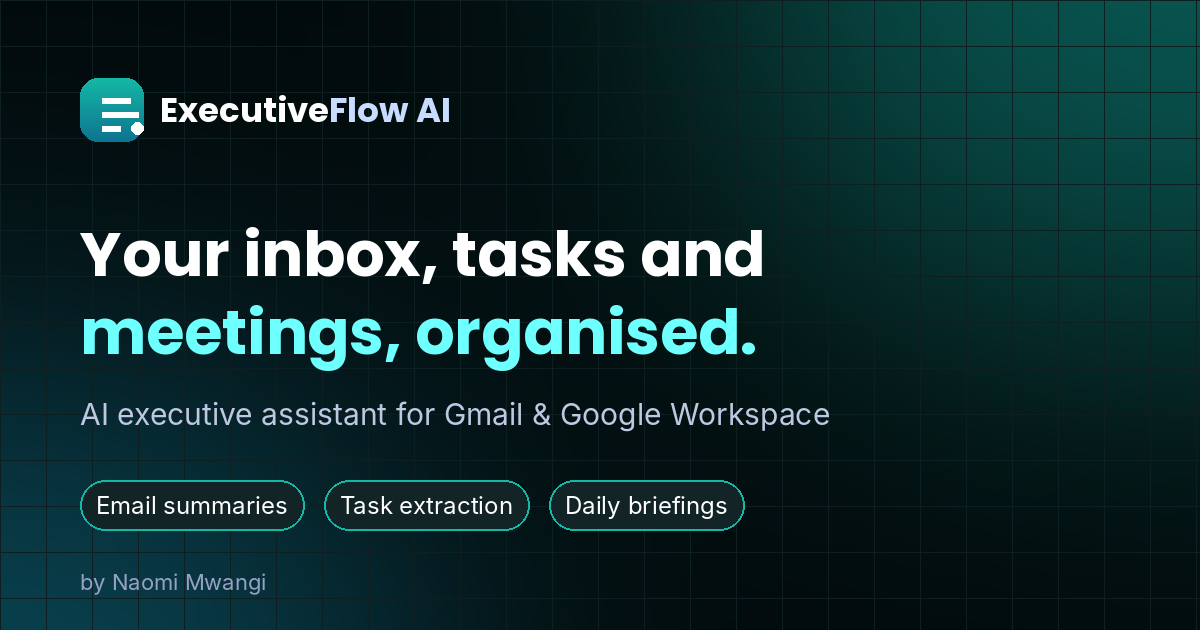 ExecutiveFlow AI
Your inbox, tasks and
meetings, organised.
AI executive assistant for Gmail & Google Workspace
Email summaries
Task extraction
Daily briefings
by Naomi Mwangi